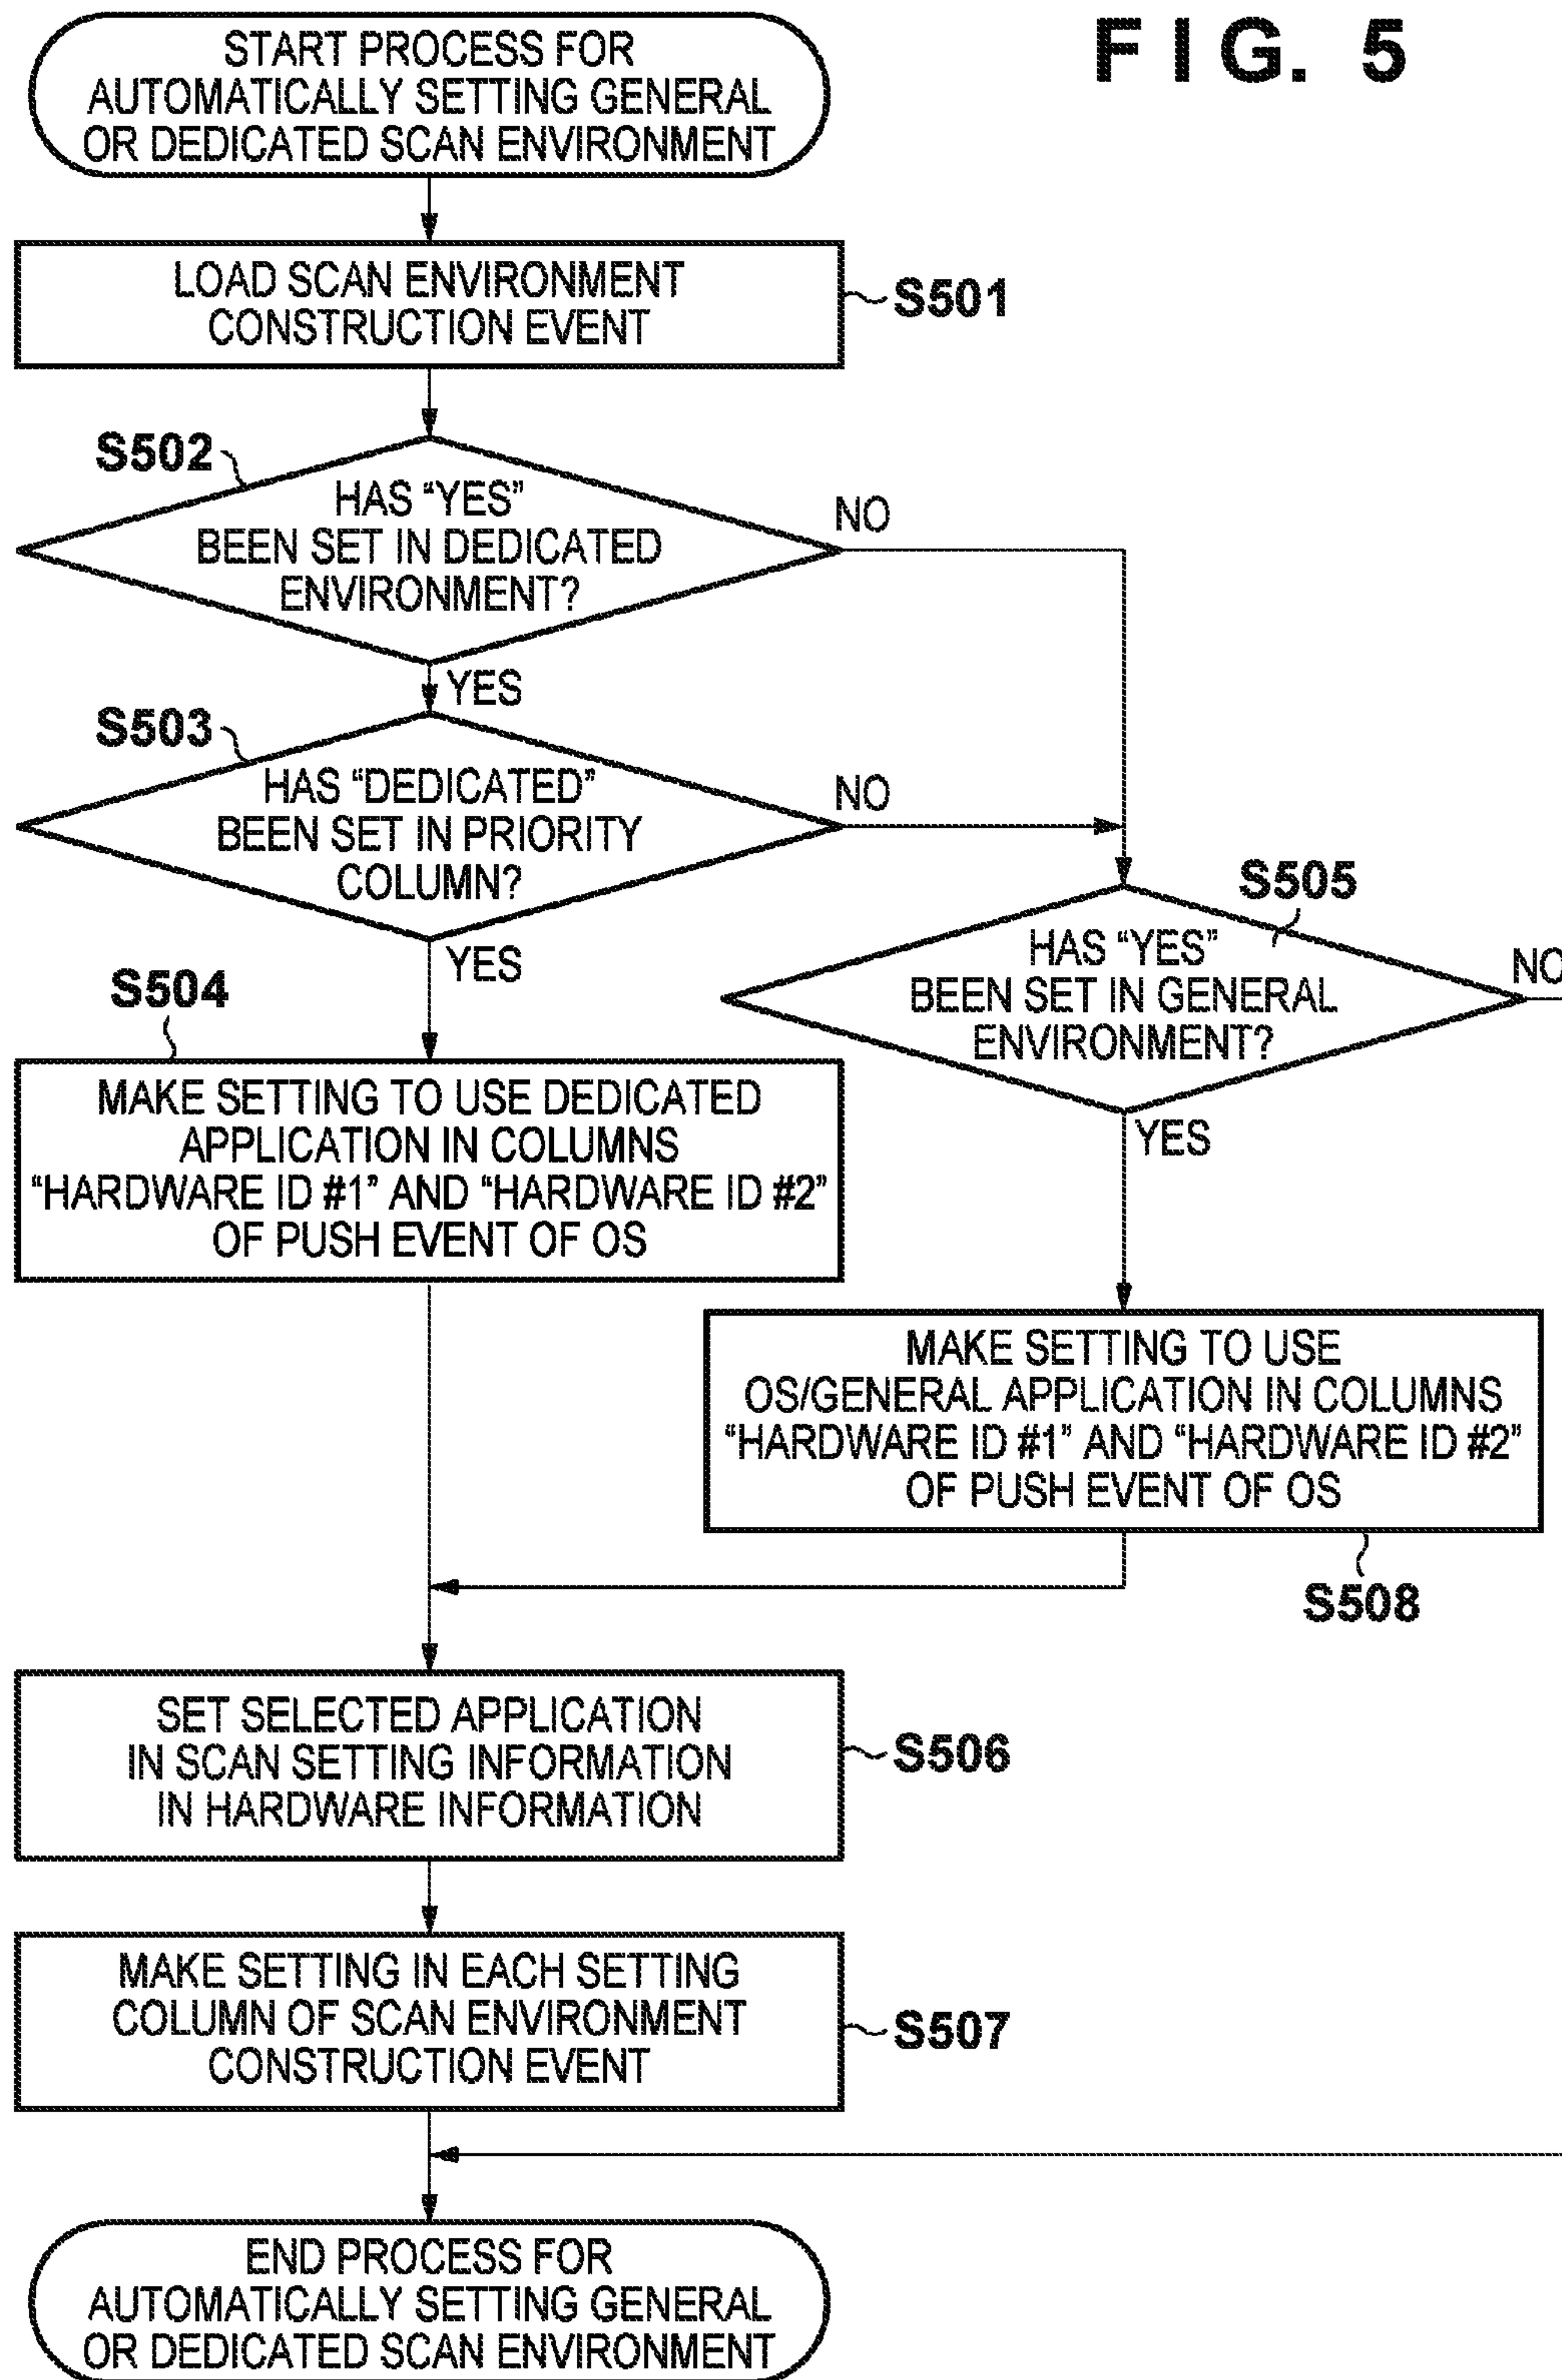 FIG. 5
START PROCESS FOR
AUTOMATICALLY SETTING GENERAL
OR DEDICATED SCAN ENVIRONMENT
LOAD SCAN ENVIRONMENT
CONSTRUCTION EVENT
S501
S502
HAS “YES”
BEEN SET IN DEDICATED
ENVIRONMENT?
NO
YES
S503
HAS “DEDICATED”
BEEN SET IN PRIORITY
COLUMN?
NO
YES
S504
MAKE SETTING TO USE DEDICATED
APPLICATION IN COLUMNS
“HARDWARE ID #1” AND “HARDWARE ID #2”
OF PUSH EVENT OF OS
S505
HAS “YES”
BEEN SET IN GENERAL
ENVIRONMENT?
NO
YES
MAKE SETTING TO USE
OS/GENERAL APPLICATION IN COLUMNS
“HARDWARE ID #1” AND “HARDWARE ID #2”
OF PUSH EVENT OF OS
S508
SET SELECTED APPLICATION
IN SCAN SETTING INFORMATION
IN HARDWARE INFORMATION
S506
MAKE SETTING IN EACH SETTING
COLUMN OF SCAN ENVIRONMENT
CONSTRUCTION EVENT
S507
END PROCESS FOR
AUTOMATICALLY SETTING GENERAL
OR DEDICATED SCAN ENVIRONMENT